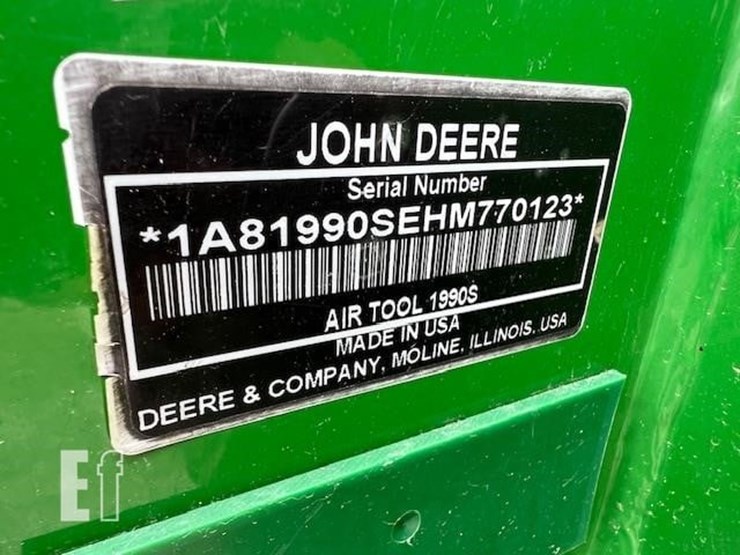 JOHN DEERE
Serial Number
*1A81990SEHM770123*
AIR TOOL 1990S
MADE IN USA
DEERE & COMPANY, MOLINE, ILLINOIS, USA
Ef